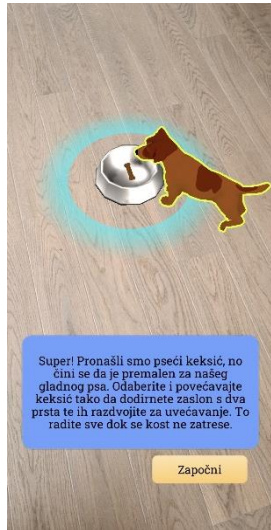 Super! Pronašli smo pseći keksić, no
čini se da je premalen za našeg
gladnog psa. Odaberite i povećavajte
keksić tako da dodirnete zaslon s dva
prsta te ih razdvojite za uvećavanje. To
radite sve dok se kost ne zatrese.
Započni